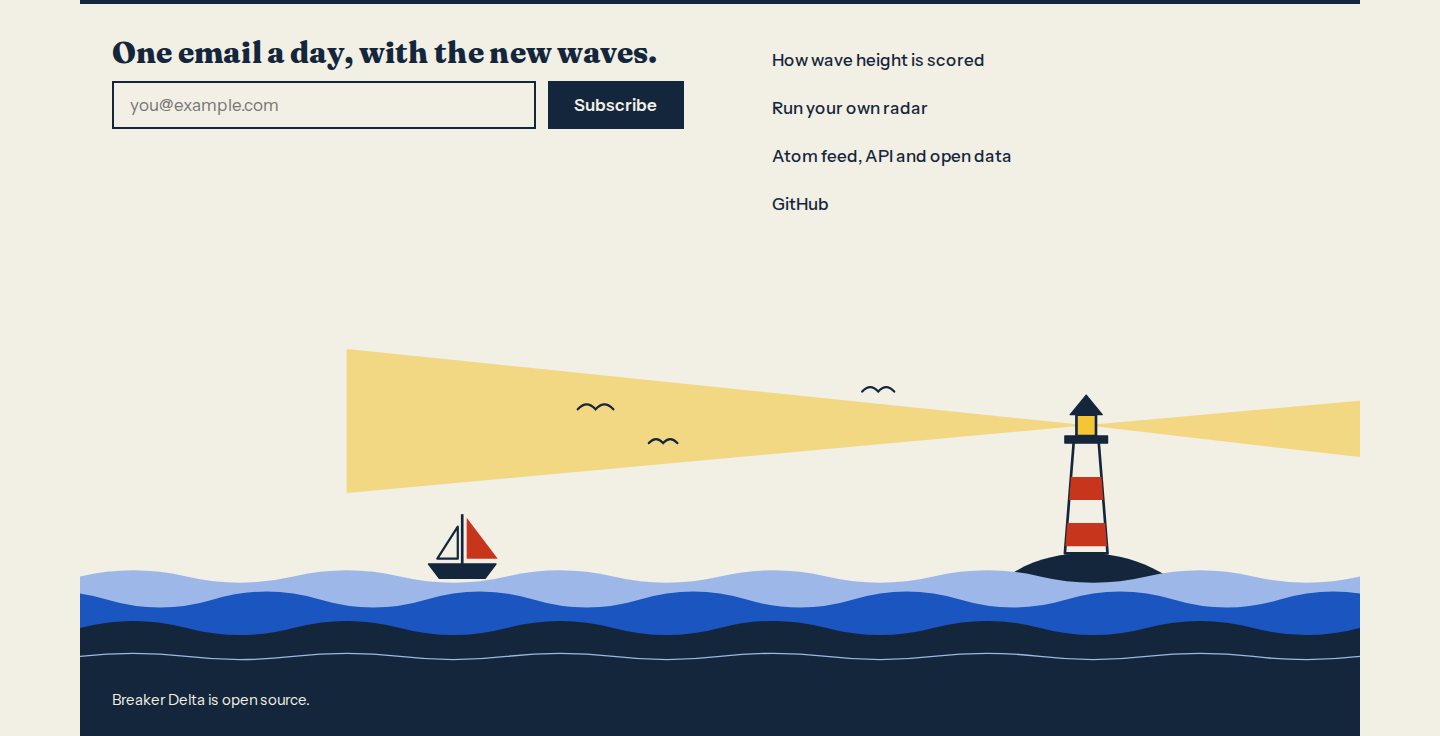 One email a day, with the new waves.
you@example.com
Subscribe
How wave height is scored
Run your own radar
Atom feed, API and open data
GitHub
Breaker Delta is open source.